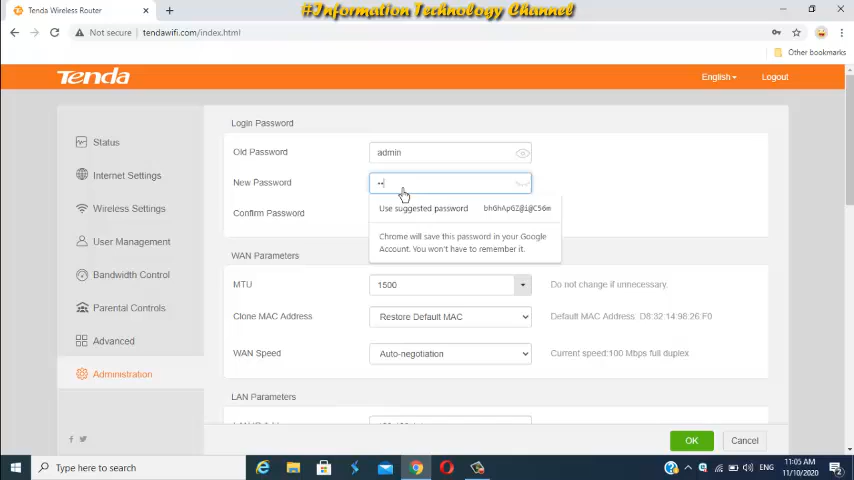 #Information Technology Channel
Tenda Wireless Router
Not secure
tendawifi.com/index.html
Other bookmarks
Tenda
English
Logout
Status
Internet Settings
Wireless Settings
User Management
Bandwidth Control
Parental Controls
Advanced
Administration
Login Password
Old Password admin
New Password ••
Use suggested password
Confirm Password
Chrome will save this password in your Google
Account. You won't have to remember it.
WAN Parameters
MTU 1500 Do not change if unnecessary.
Clone MAC Address Restore Default MAC Default MAC Address D8:32:14:98:26:F0
WAN Speed Auto-negotiation Current speed:100 Mbps full duplex
LAN Parameters
OK Cancel
Type here to search
ENG
11:05 AM
11/10/2020
2